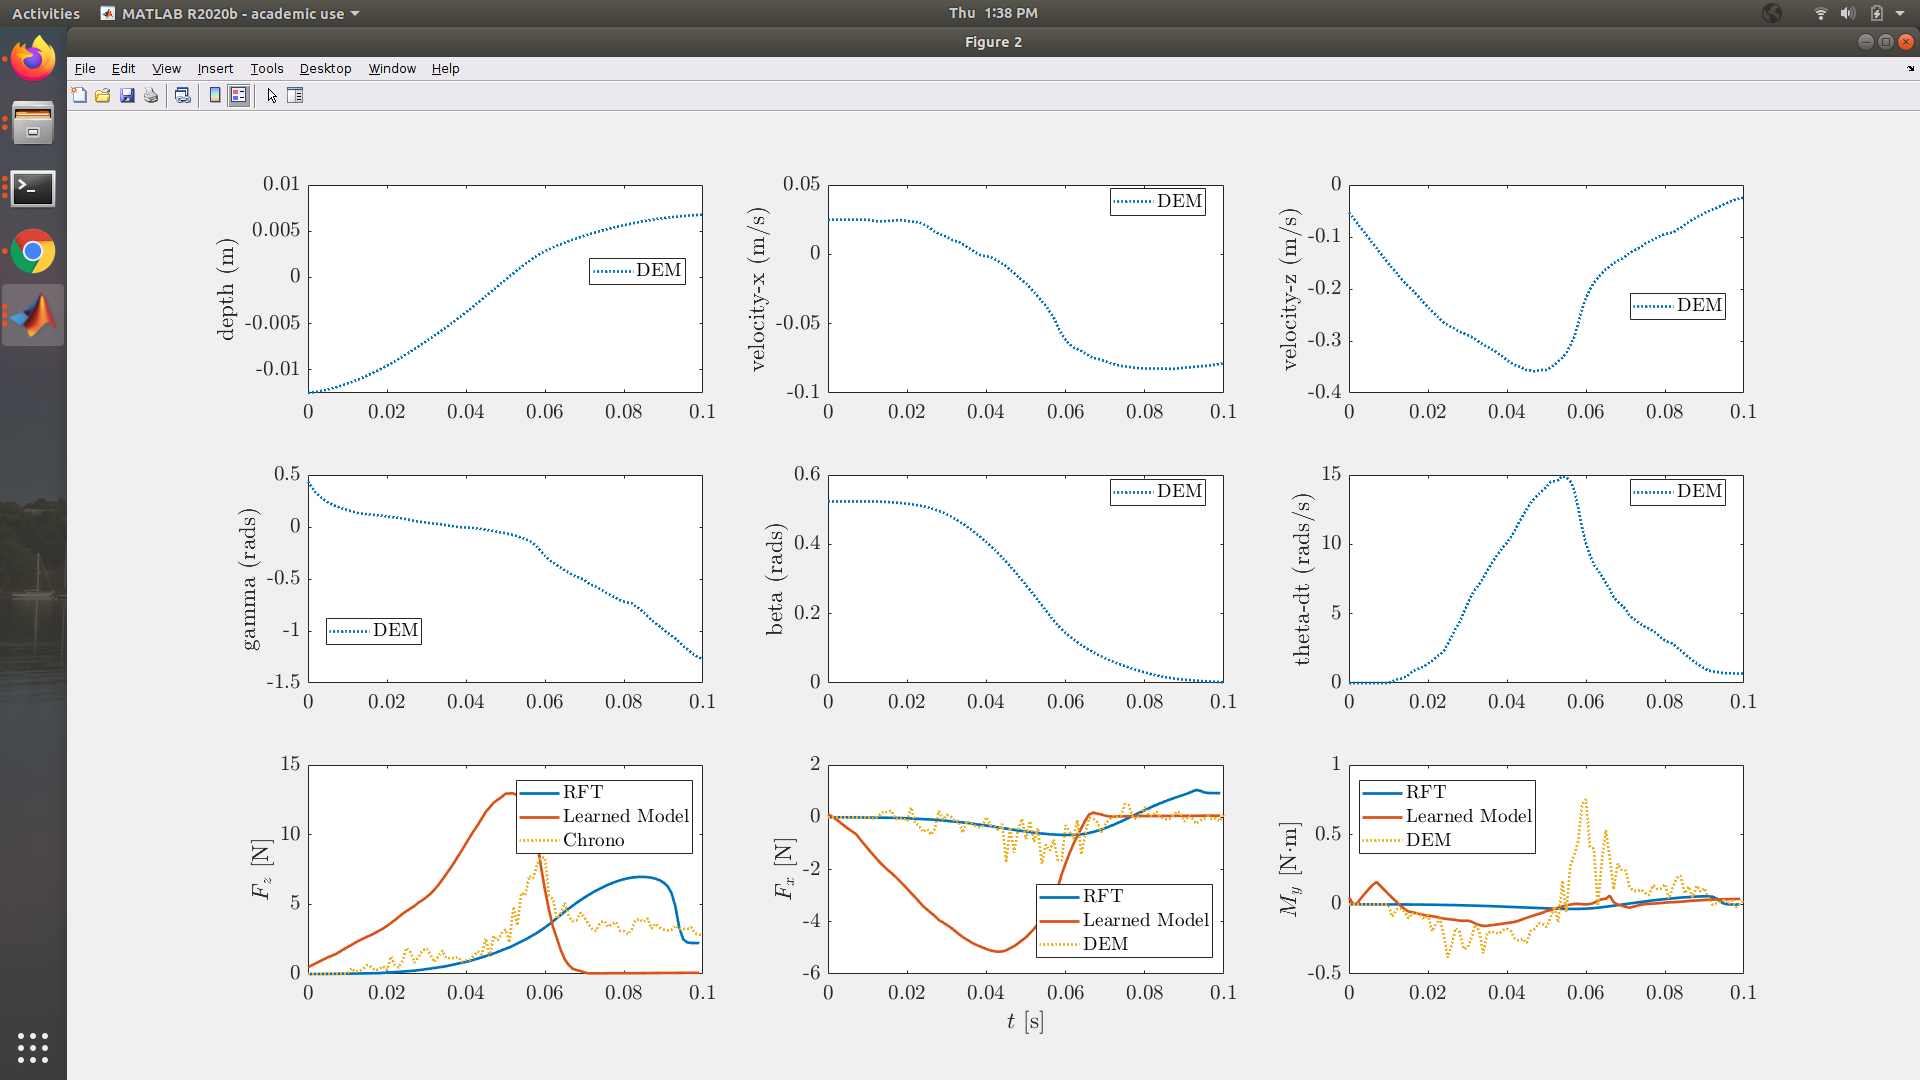 Activities MATLAB R2020b - academic use Thu 1:38 PM
Figure 2
File Edit View Insert Tools Desktop Window Help
depth (m)
0.01
0.005
0
-0.005
-0.01
0 0.02 0.04 0.06 0.08 0.1
DEM
velocity-x (m/s)
0.05
0
-0.05
-0.1
0 0.02 0.04 0.06 0.08 0.1
DEM
velocity-z (m/s)
0
-0.1
-0.2
-0.3
-0.4
0 0.02 0.04 0.06 0.08 0.1
DEM
gamma (rads)
0.5
0
-0.5
-1
-1.5
0 0.02 0.04 0.06 0.08 0.1
DEM
beta (rads)
0.6
0.4
0.2
0
0 0.02 0.04 0.06 0.08 0.1
DEM
theta-dt (rads/s)
15
10
5
0
0 0.02 0.04 0.06 0.08 0.1
DEM
F_z [N]
15
10
5
0
0 0.02 0.04 0.06 0.08 0.1
RFT
Learned Model
Chrono
F_x [N]
2
0
-2
-4
-6
0 0.02 0.04 0.06 0.08 0.1
RFT
Learned Model
DEM
t [s]
M_y [N·m]
1
0.5
0
-0.5
0 0.02 0.04 0.06 0.08 0.1
RFT
Learned Model
DEM